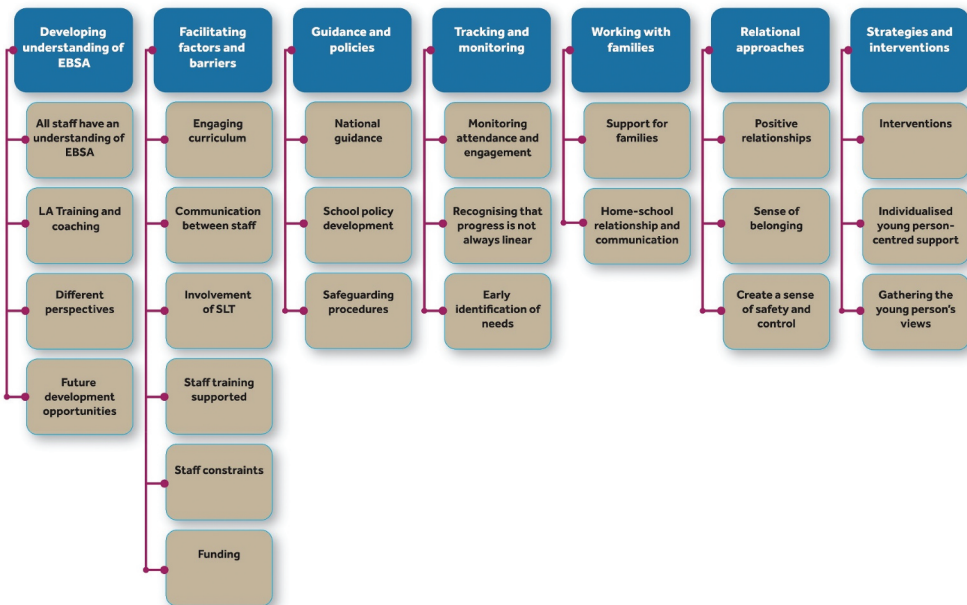 Developing
understanding of
EBSA
All staff have an
understanding of
EBSA
LA Training and
coaching
Different
perspectives
Future
development
opportunities
Facilitating
factors and
barriers
Engaging
curriculum
Communication
between staff
Involvement
of SLT
Staff training
supported
Staff constraints
Funding
Guidance and
policies
National
guidance
School policy
development
Safeguarding
procedures
Tracking and
monitoring
Monitoring
attendance and
engagement
Recognising that
progress is not
always linear
Early
identification of
needs
Working with
families
Support for
families
Home-school
relationship and
communication
Relational
approaches
Positive
relationships
Sense of
belonging
Create a sense
of safety and
control
Strategies and
interventions
Interventions
Individualised
young person-
centred support
Gathering the
young person's
views